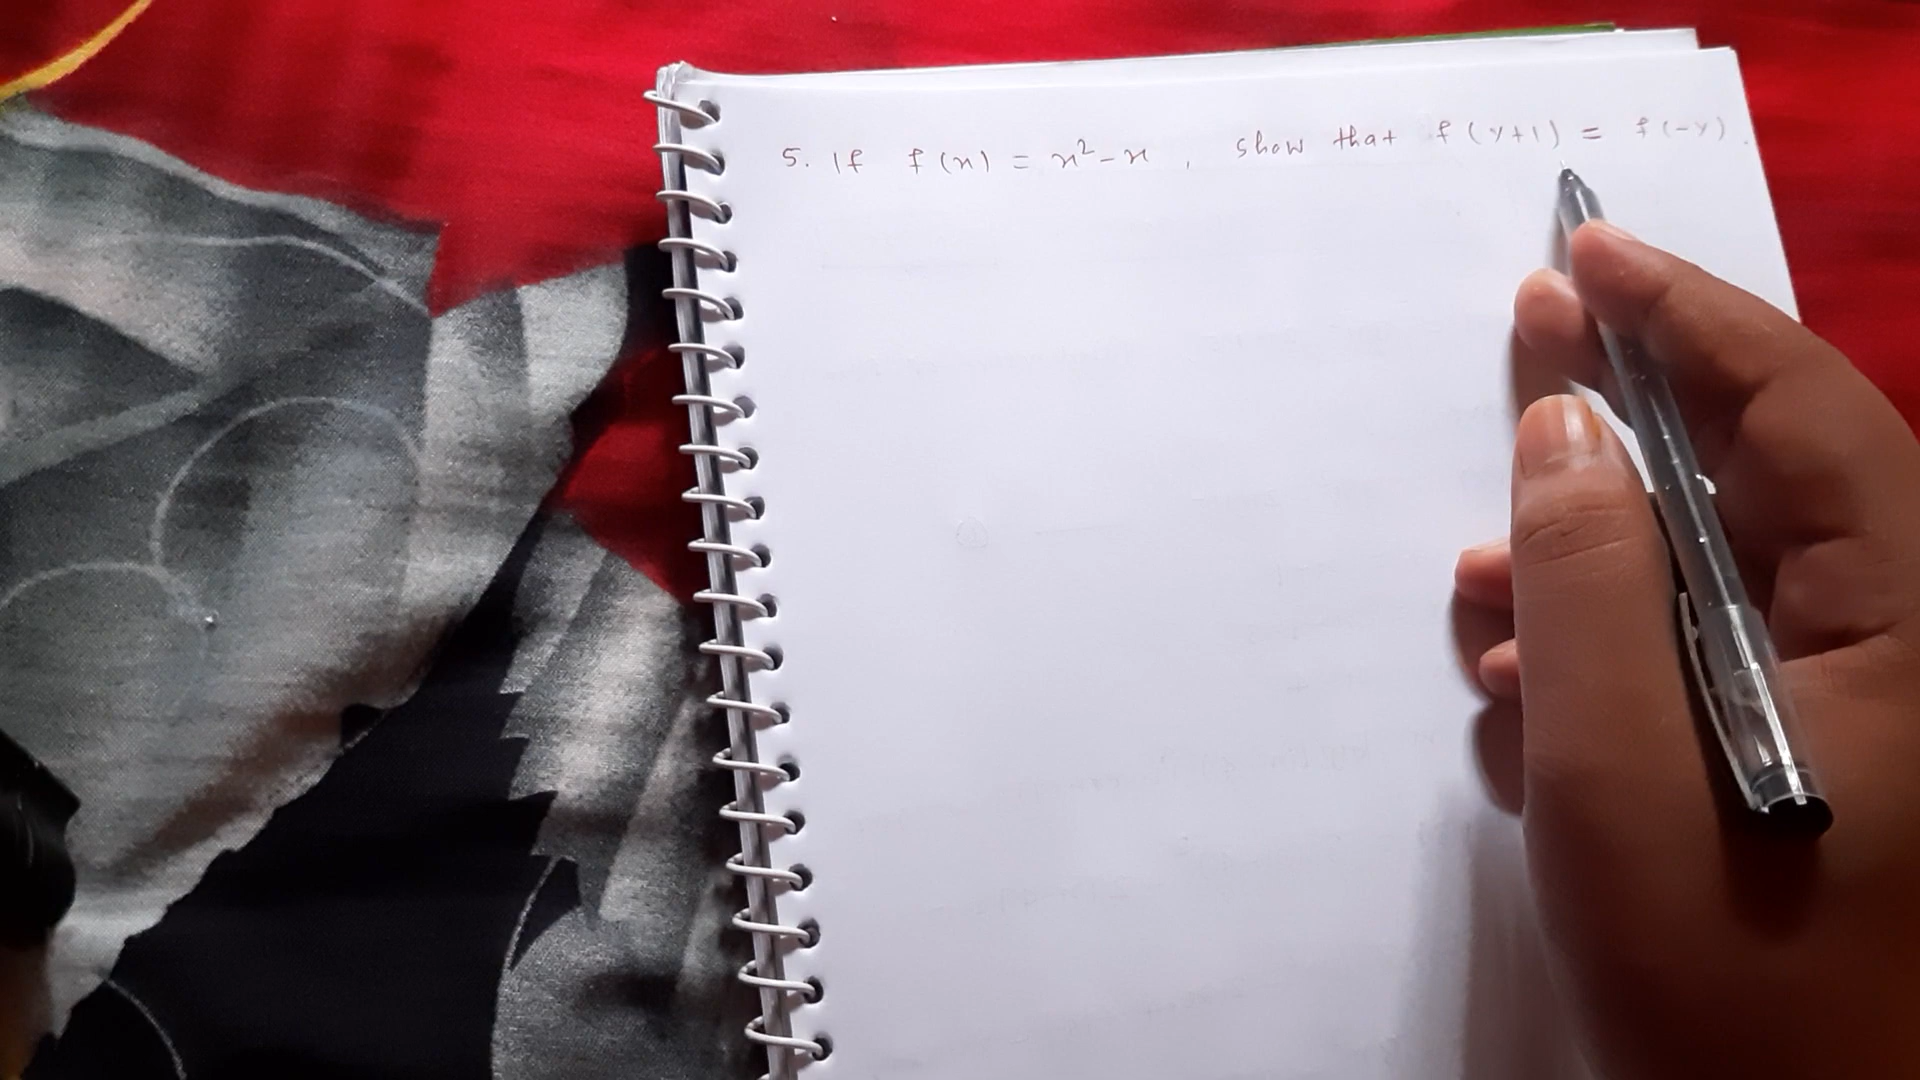 5. If f(x) = x² - x, show that f(y+1) = f(-y).